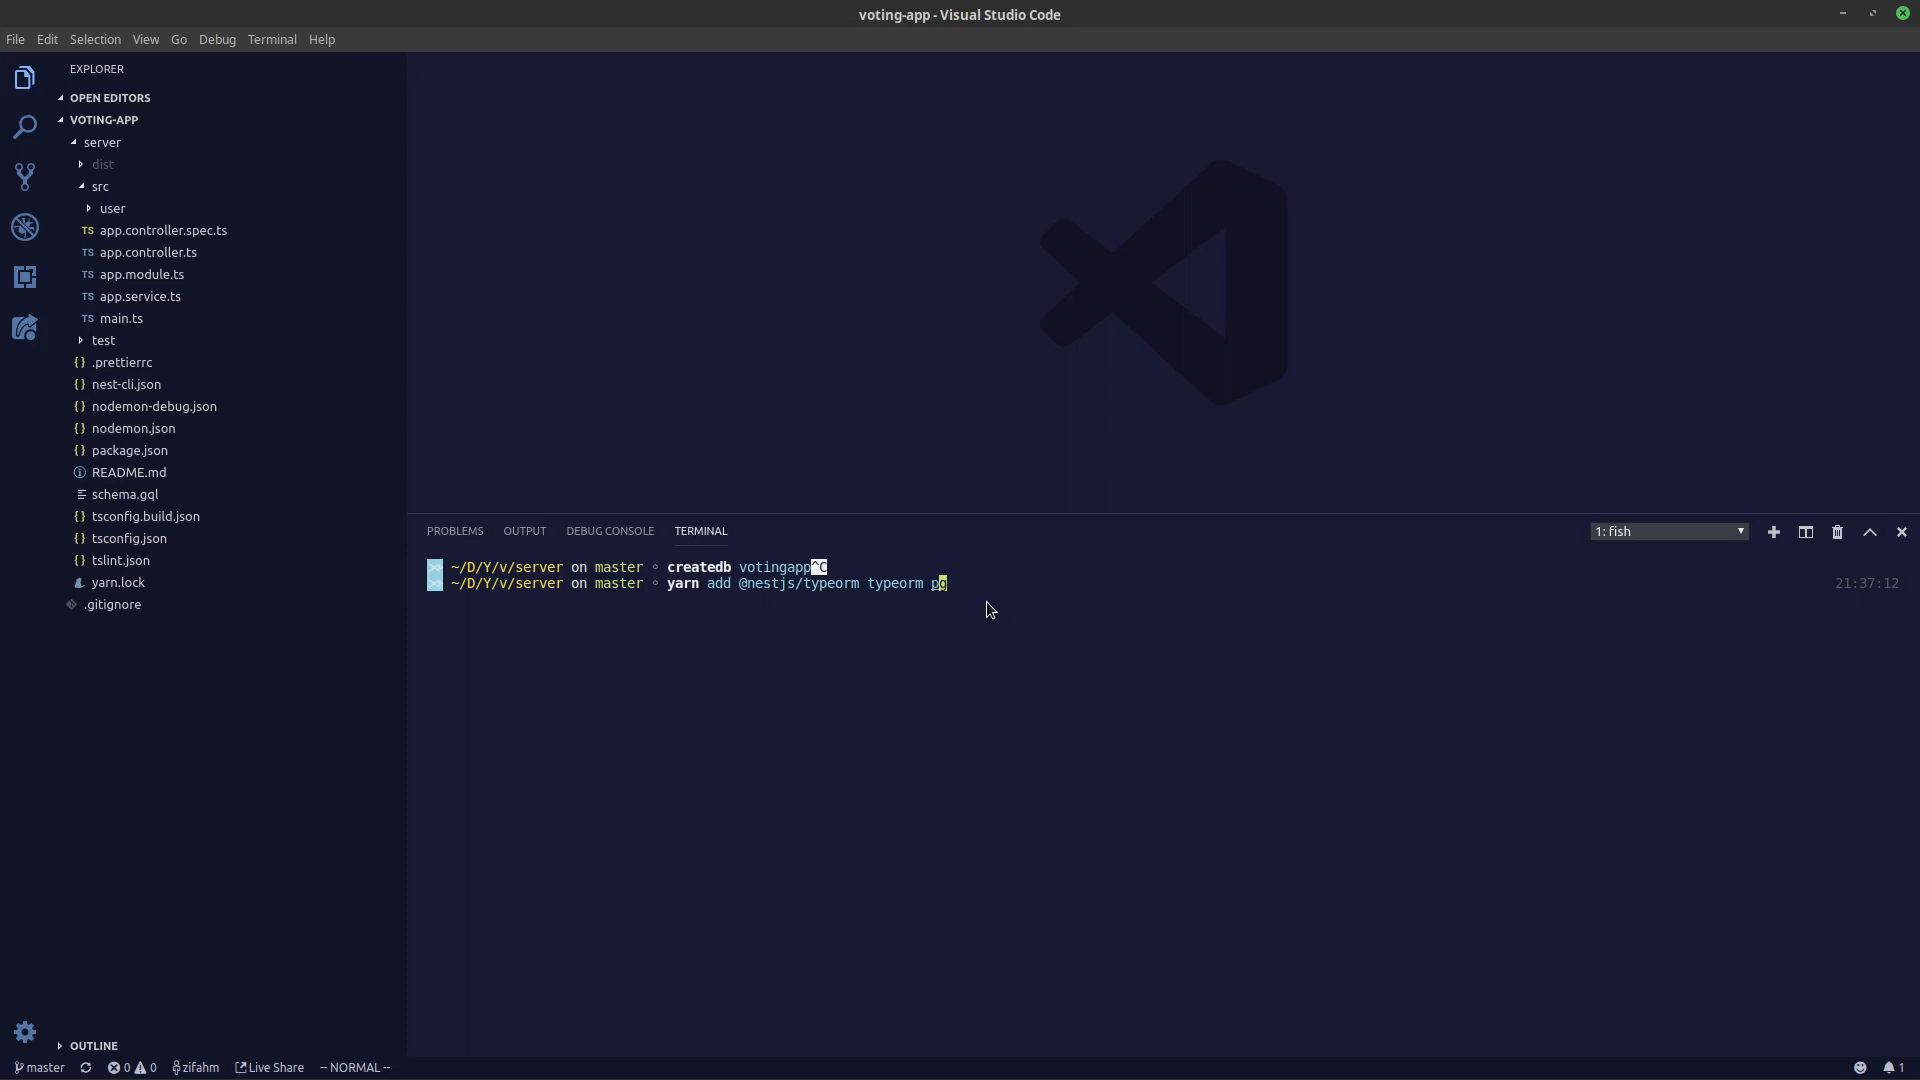 voting-app - Visual Studio Code
File Edit Selection View Go Debug Terminal Help
EXPLORER
OPEN EDITORS
VOTING-APP
server
dist
src
user
TS app.controller.spec.ts
TS app.controller.ts
TS app.module.ts
TS app.service.ts
TS main.ts
test
{} .prettierrc
{} nest-cli.json
{} nodemon-debug.json
{} nodemon.json
{} package.json
README.md
schema.gql
{} tsconfig.build.json
{} tsconfig.json
{} tslint.json
yarn.lock
.gitignore
PROBLEMS OUTPUT DEBUG CONSOLE TERMINAL 1: fish
>> ~/D/Y/v/server on master ◦ createdb votingapp^C
>> ~/D/Y/v/server on master ◦ yarn add @nestjs/typeorm typeorm pg 21:37:12
OUTLINE
master 0 0 zifahm Live Share -- NORMAL -- 1